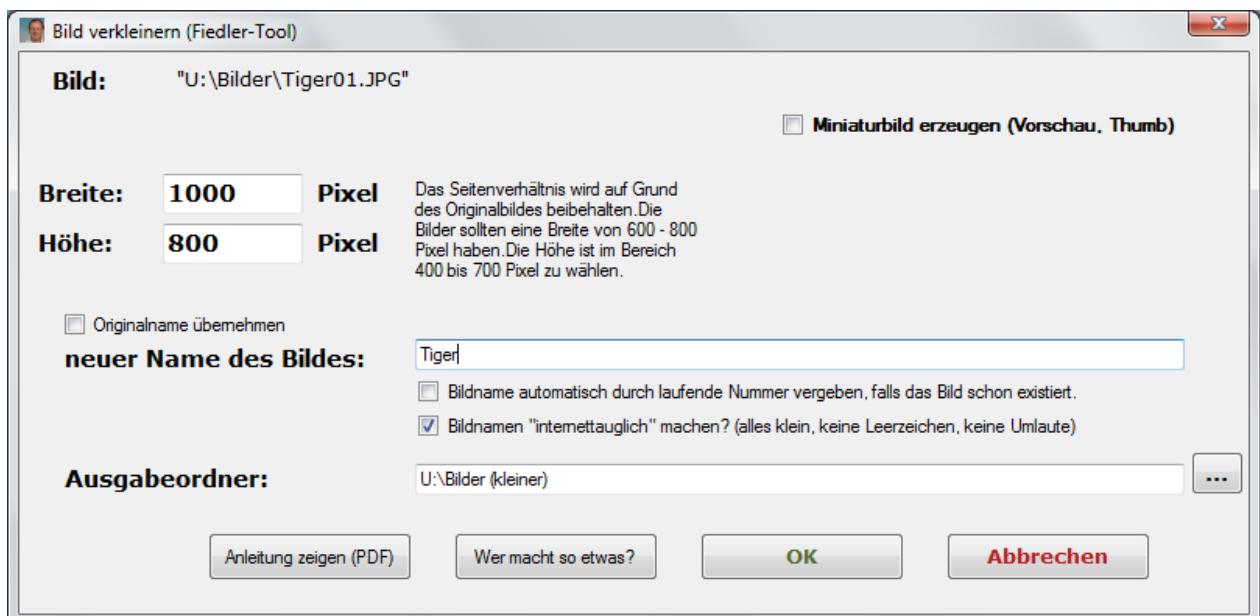 Bild verkleinern (Fiedler-Tool)
Bild: "U:\Bilder\Tiger01.JPG"
Miniaturbild erzeugen (Vorschau, Thumb)
Breite: 1000 Pixel
Höhe: 800 Pixel
Das Seitenverhältnis wird auf Grund
des Originalbildes beibehalten.Die
Bilder sollten eine Breite von 600 - 800
Pixel haben.Die Höhe ist im Bereich
400 bis 700 Pixel zu wählen.
Originalname übernehmen
neuer Name des Bildes: Tiger
Bildname automatisch durch laufende Nummer vergeben, falls das Bild schon existiert.
Bildnamen "internettauglich" machen? (alles klein, keine Leerzeichen, keine Umlaute)
Ausgabeordner: U:\Bilder (kleiner) ...
Anleitung zeigen (PDF) Wer macht so etwas? OK Abbrechen